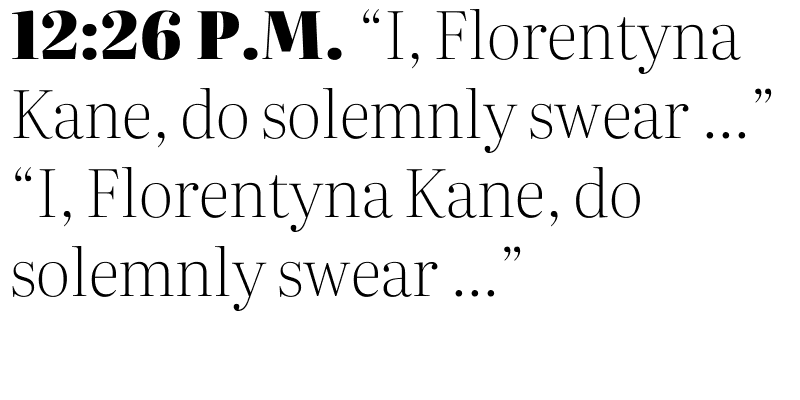 12:26 P.M. “I, Florentyna
Kane, do solemnly swear ...”
“I, Florentyna Kane, do
solemnly swear ...”